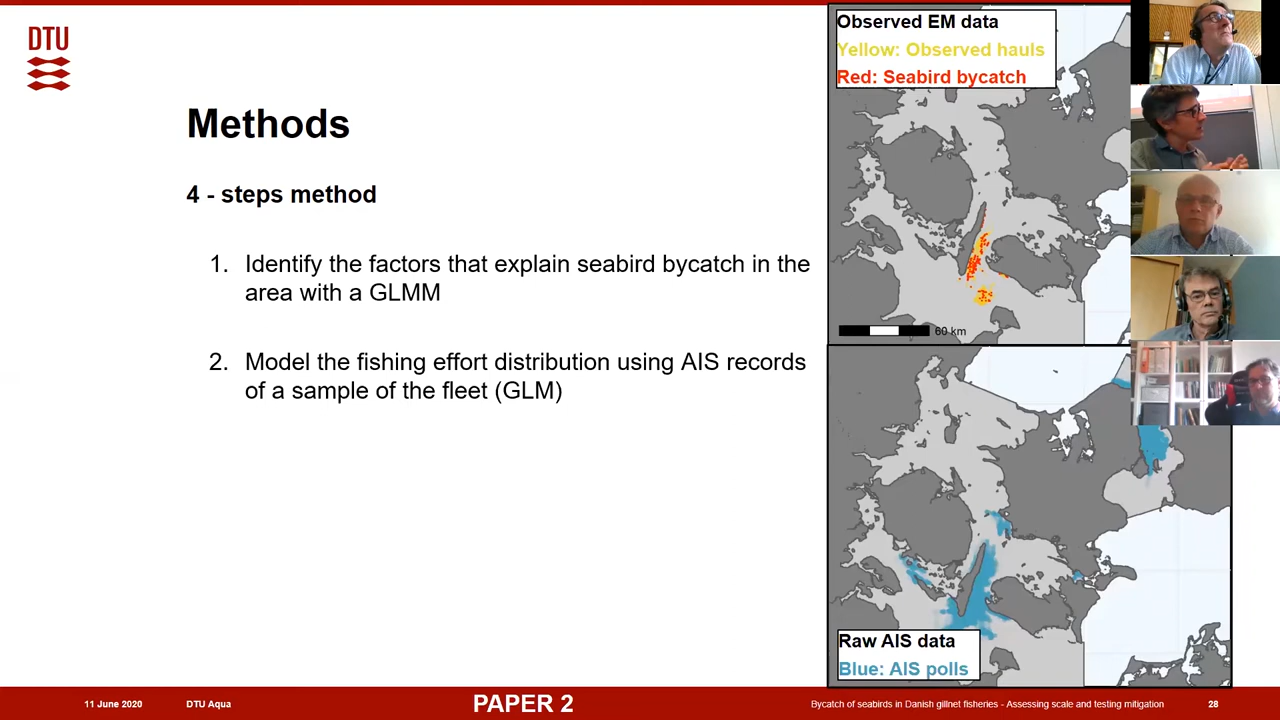 DTU
Methods
4 - steps method
1. Identify the factors that explain seabird bycatch in the
area with a GLMM
2. Model the fishing effort distribution using AIS records
of a sample of the fleet (GLM)
Observed EM data
Yellow: Observed hauls
Red: Seabird bycatch
60 km
Raw AIS data
Blue: AIS polls
11 June 2020
DTU Aqua
PAPER 2
Bycatch of seabirds in Danish gillnet fisheries - Assessing scale and testing mitigation
28